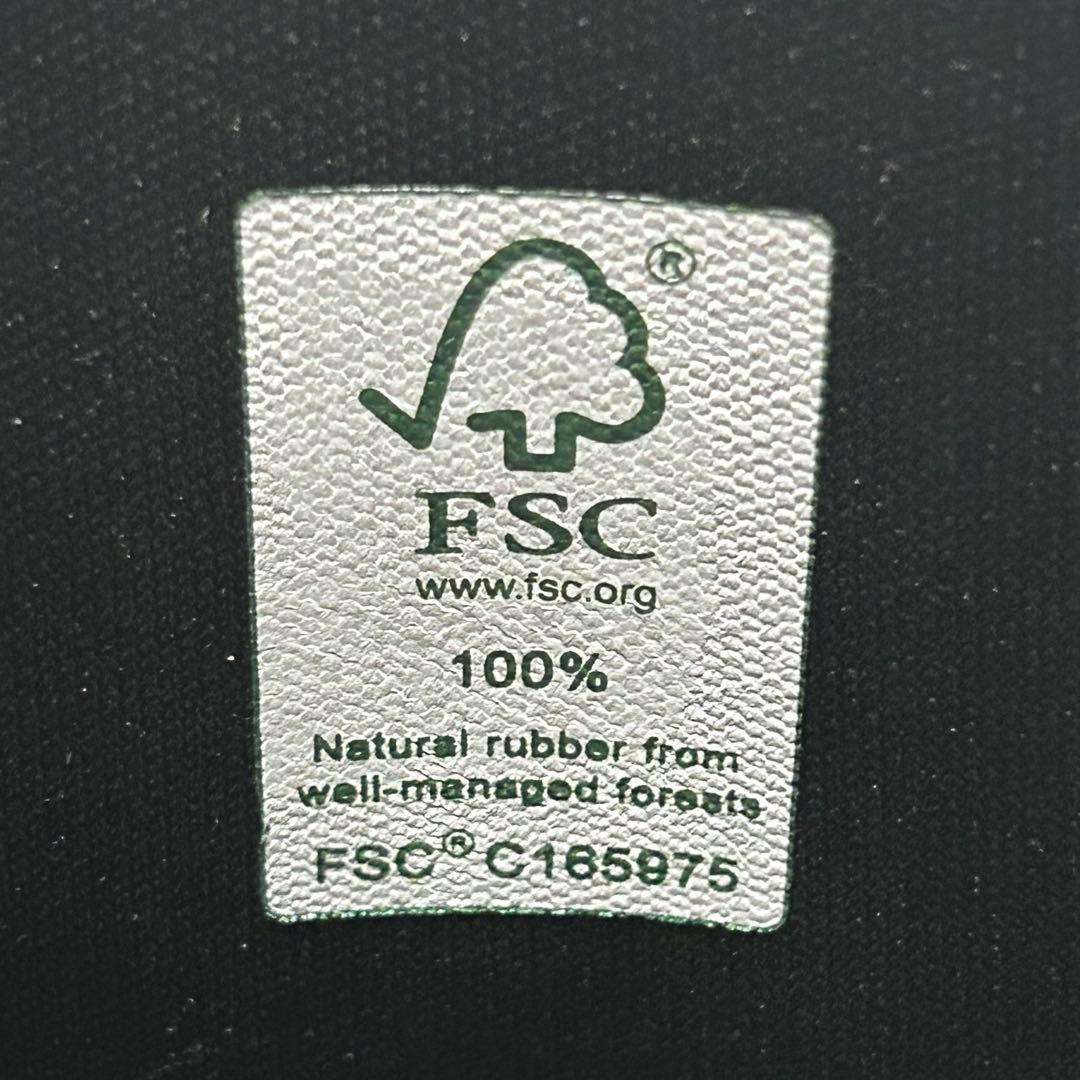 ®
FSC
www.fsc.org
100%
Natural rubber from
well-managed forests
FSC® C165975